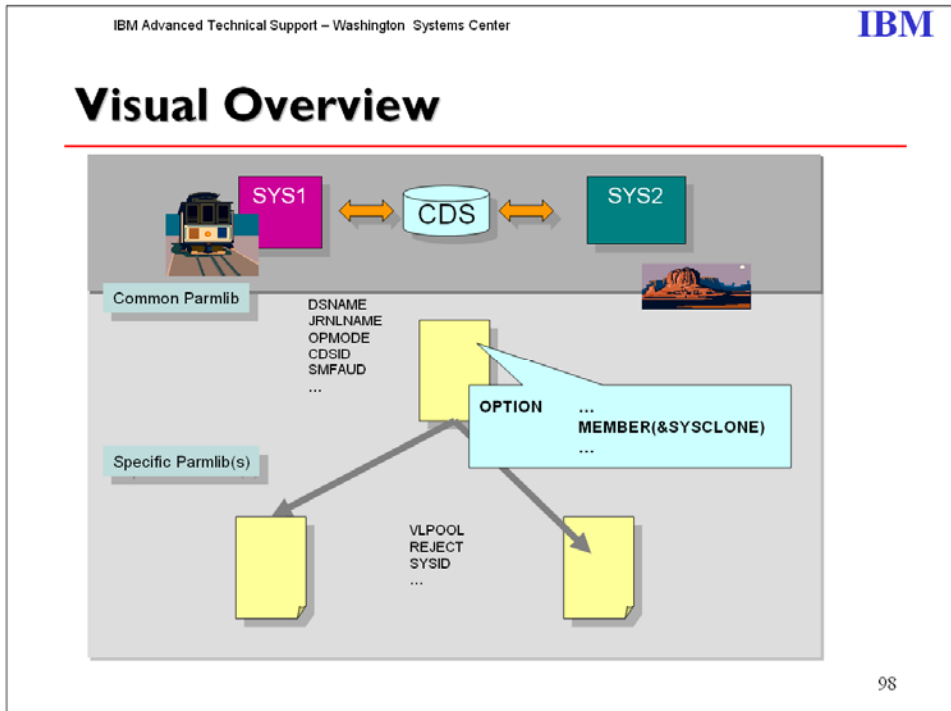 IBM Advanced Technical Support – Washington Systems Center
IBM
Visual Overview
SYS1
CDS
SYS2
Common Parmlib
DSNAME
JRNLNAME
OPMODE
CDSID
SMFAUD
...
OPTION ...
MEMBER(&SYSCLONE)
...
Specific Parmlib(s)
VLPOOL
REJECT
SYSID
...
98